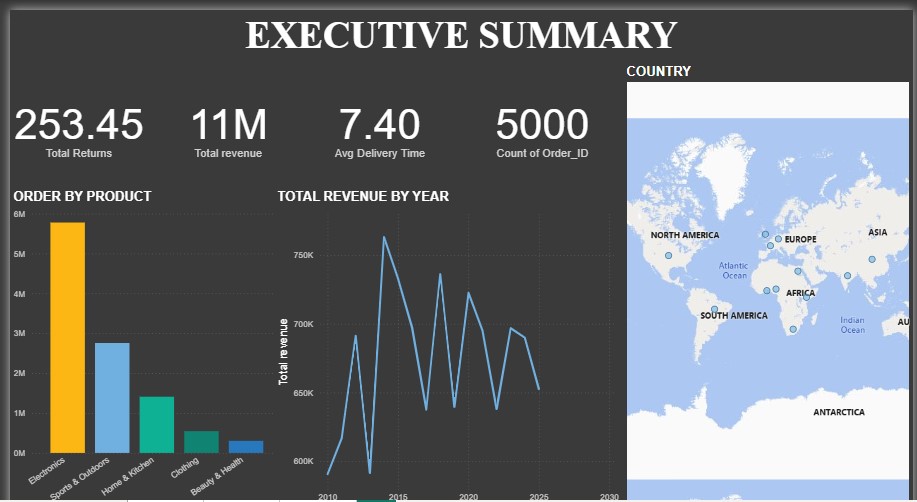 EXECUTIVE SUMMARY
COUNTRY
253.45
Total Returns
11M
Total revenue
7.40
Avg Delivery Time
5000
Count of Order_ID
ORDER BY PRODUCT
6M
5M
4M
3M
2M
1M
0M
Electronics
Sports & Outdoors
Home & Kitchen
Clothing
Beauty & Health
TOTAL REVENUE BY YEAR
Total revenue
750K
700K
650K
600K
2010
2015
2020
2025
2030
NORTH AMERICA
EUROPE
ASIA
Atlantic
Ocean
AFRICA
SOUTH AMERICA
Indian
Ocean
AU
ANTARCTICA